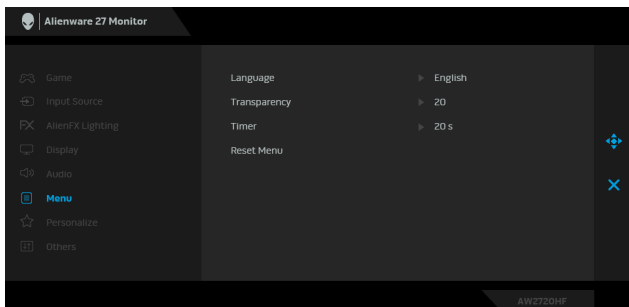 Alienware 27 Monitor
Game
Input Source
FX AlienFX Lighting
Display
Audio
Menu
Personalize
Others
Language English
Transparency 20
Timer 20 s
Reset Menu
AW2720HF